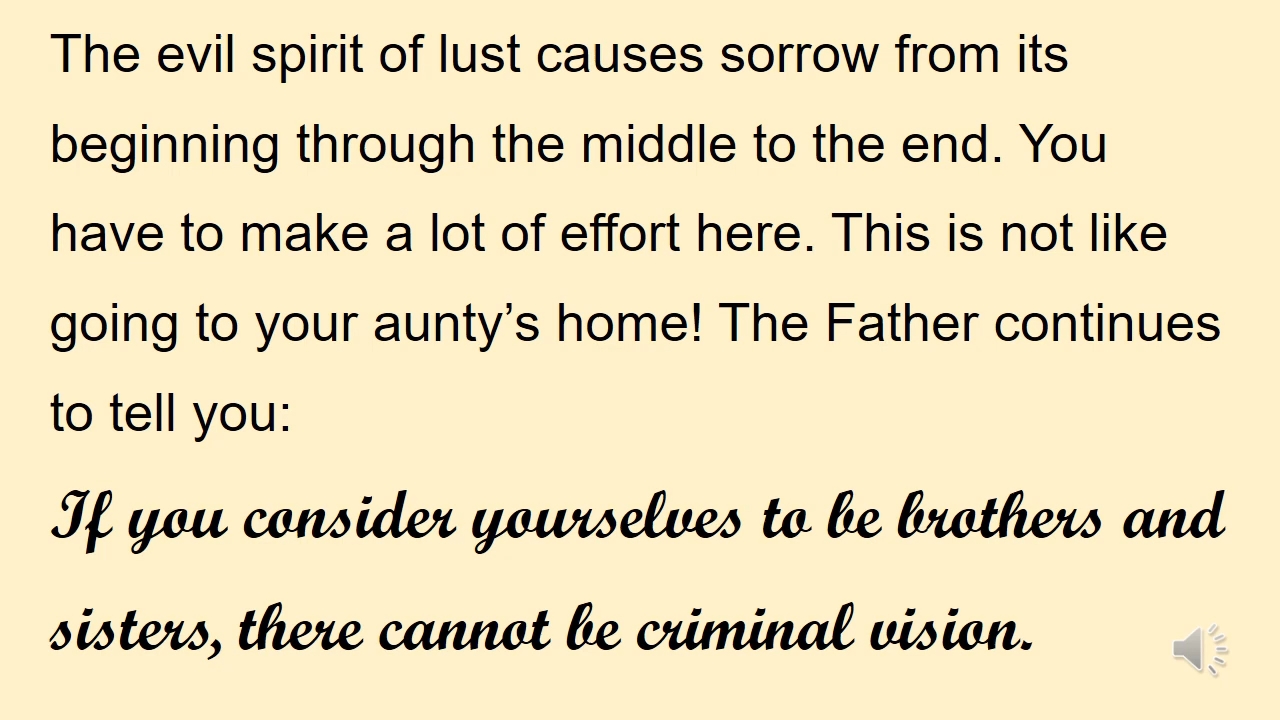 The evil spirit of lust causes sorrow from its
beginning through the middle to the end. You
have to make a lot of effort here. This is not like
going to your aunty’s home! The Father continues
to tell you:
If you consider yourselves to be brothers and
sisters, there cannot be criminal vision.